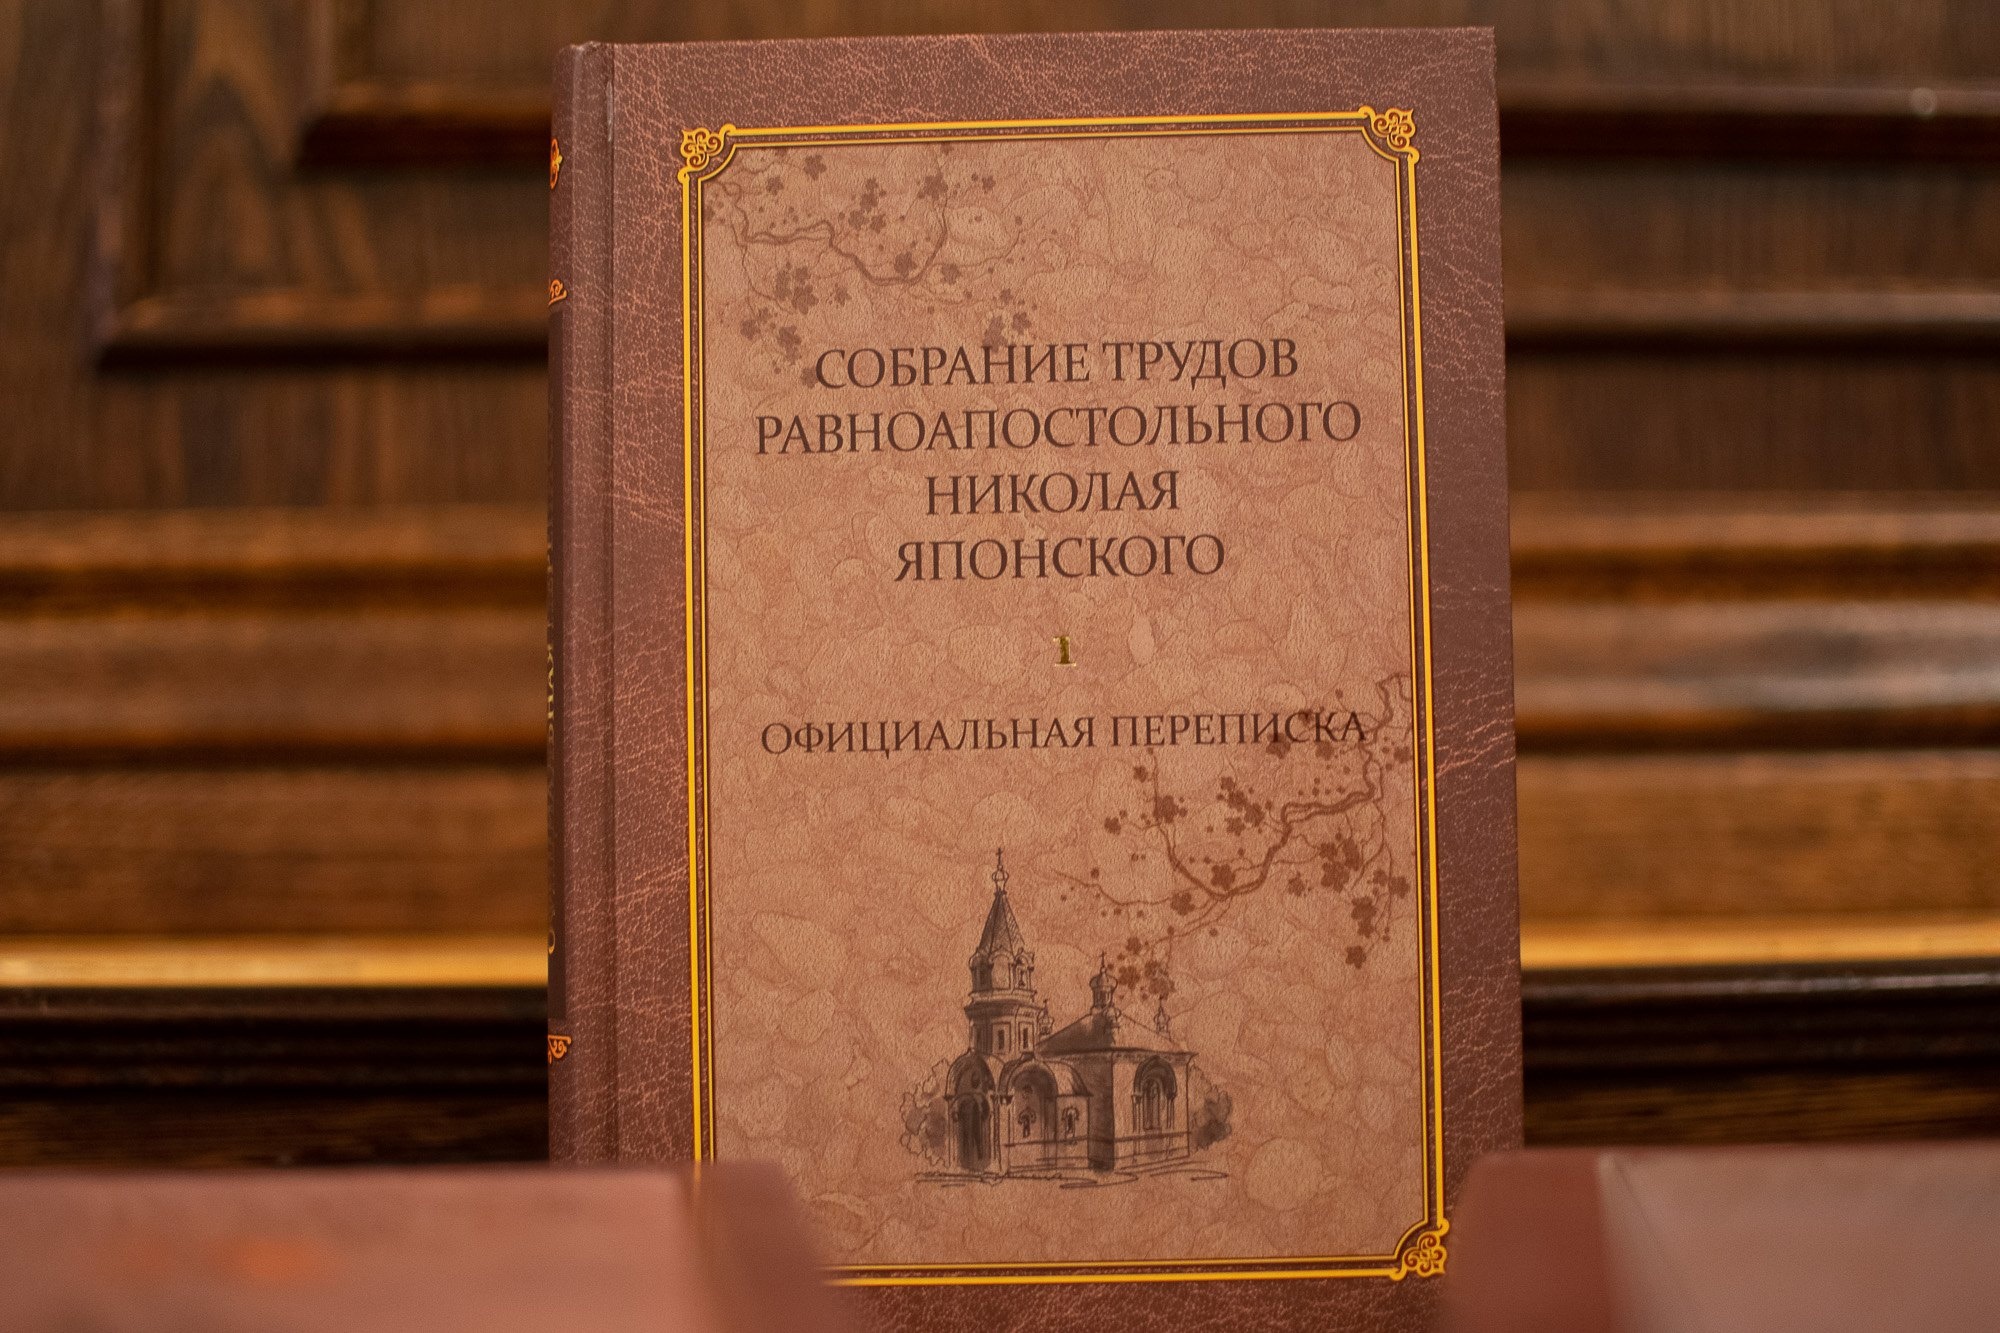 СОБРАНИЕ ТРУДОВ
РАВНОАПОСТОЛЬНОГО
НИКОЛАЯ
ЯПОНСКОГО
1
ОФИЦИАЛЬНАЯ ПЕРЕПИСКА